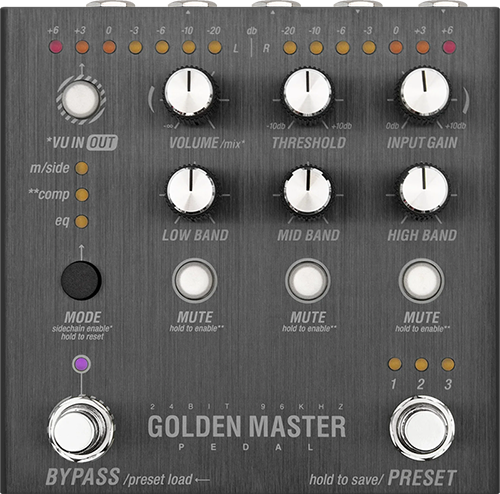 +6 +3 0 -3 -6 -10 -20 L db R -20 -10 -6 -3 0 +3 +6
*VU IN OUT
-∞
VOLUME/mix*
-10db +10db
THRESHOLD
0db +10db
INPUT GAIN
m/side
**comp
eq
LOW BAND
MID BAND
HIGH BAND
MODE
sidechain enable*
hold to reset
MUTE
hold to enable**
MUTE
hold to enable**
MUTE
hold to enable**
1 2 3
24BIT 96KHZ
GOLDEN MASTER
PEDAL
BYPASS /preset load←
hold to save/ PRESET